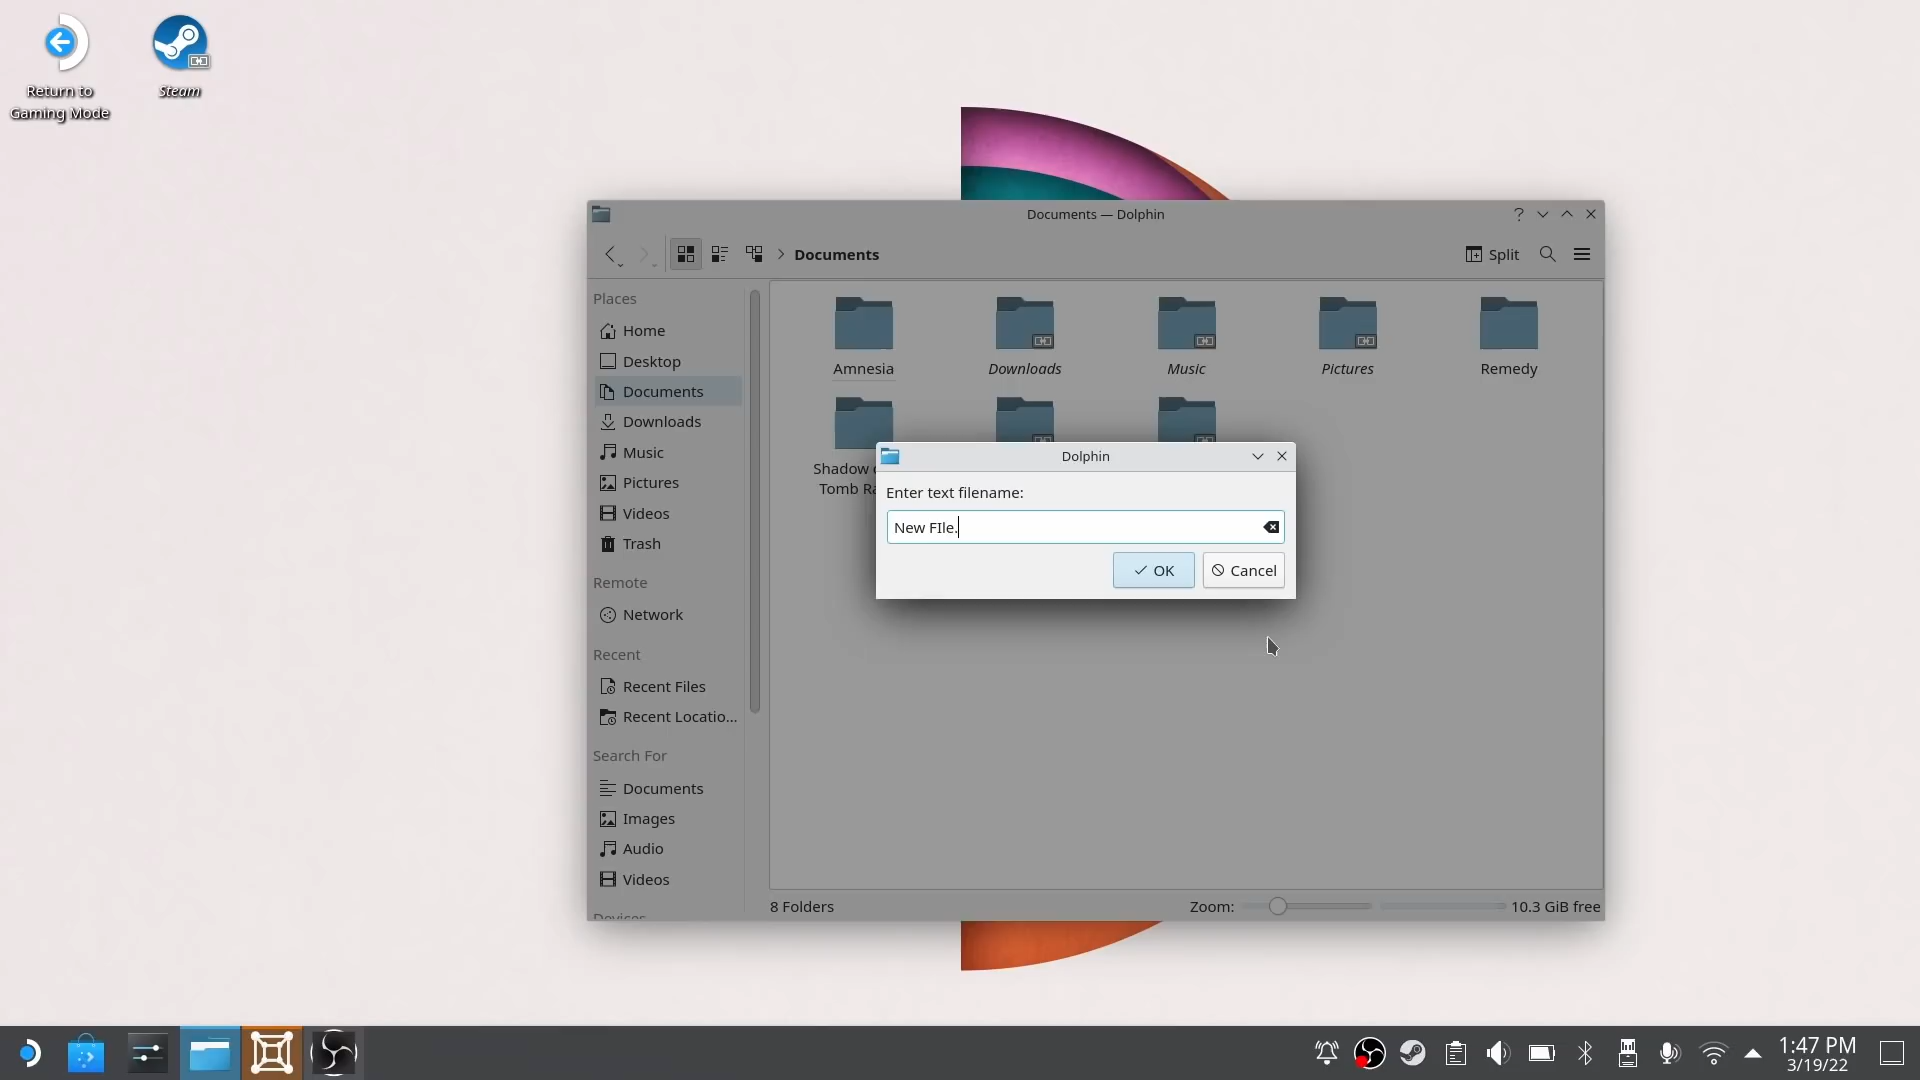 Return to
Gaming Mode
Steam
Documents — Dolphin
Documents
Split
Places
Home
Desktop
Documents
Downloads
Music
Pictures
Videos
Trash
Remote
Network
Recent
Recent Files
Recent Locatio...
Search For
Documents
Images
Audio
Videos
Amnesia
Downloads
Music
Pictures
Remedy
Shadow
Tomb
Dolphin
Enter text filename:
New FIle.
OK
Cancel
8 Folders
Zoom:
10.3 GiB free
1:47 PM
3/19/22